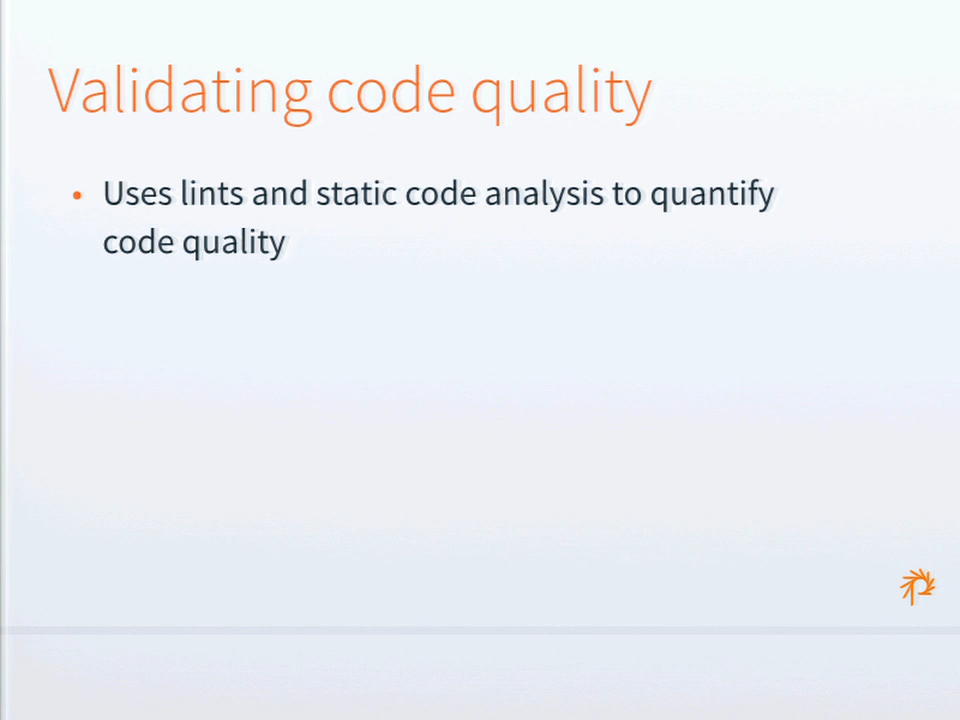 Validating code quality
• Uses lints and static code analysis to quantify
code quality